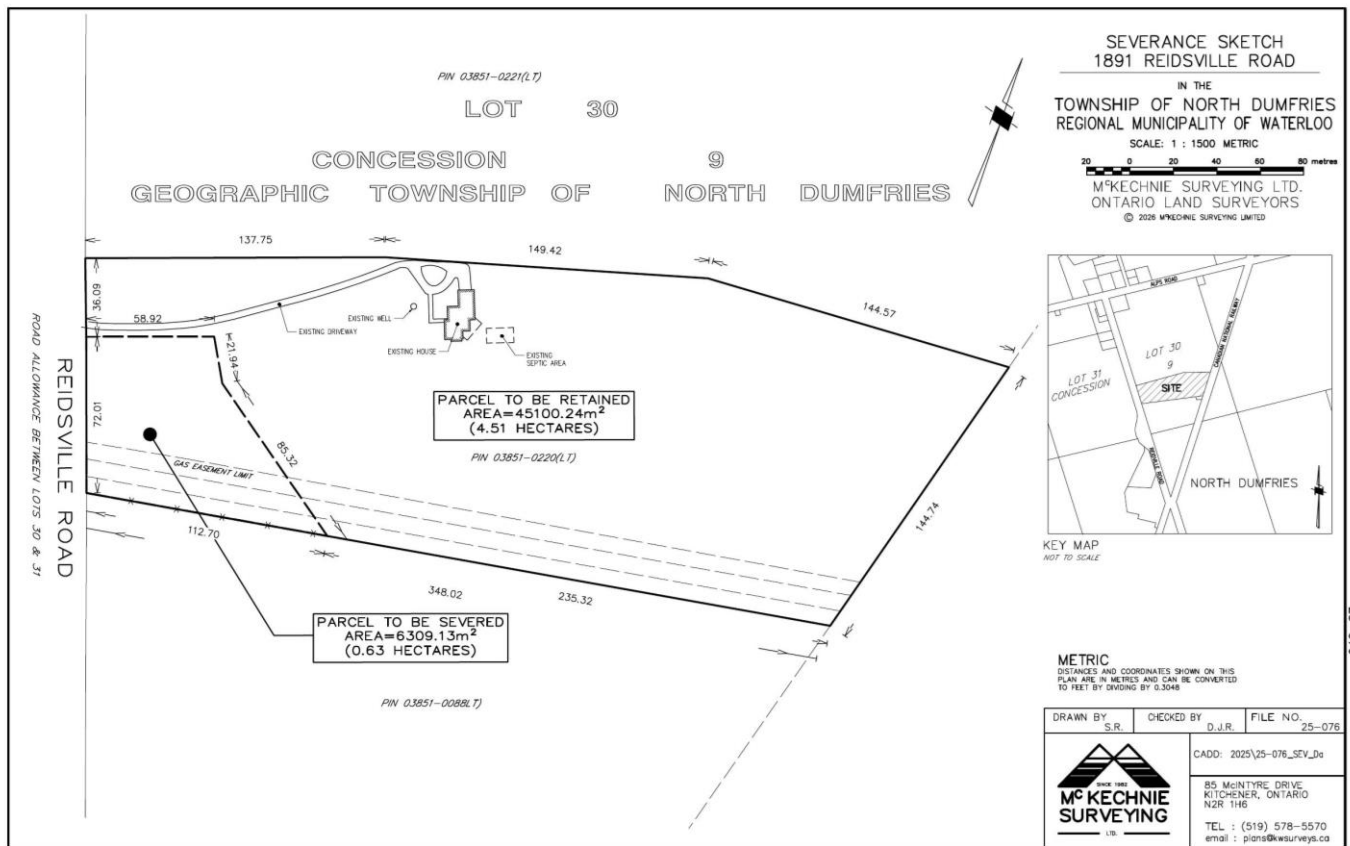 PIN 03851-0221(LT)
LOT 30
CONCESSION 9
GEOGRAPHIC TOWNSHIP OF NORTH DUMFRIES
137.75
149.42
144.57
36.09
58.92
EXISTING DRIVEWAY
EXISTING WELL
EXISTING HOUSE
EXISTING
SEPTIC AREA
21.94
72.01
85.32
GAS EASEMENT LIMIT
PARCEL TO BE RETAINED
AREA=45100.24m²
(4.51 HECTARES)
PIN 03851-0220(LT)
144.74
112.70
348.02
235.32
PARCEL TO BE SEVERED
AREA=6309.13m²
(0.63 HECTARES)
PIN 03851-008BLT)
ROAD ALLOWANCE BETWEEN LOTS 30 & 31
REIDSVILLE ROAD
SEVERANCE SKETCH
1891 REIDSVILLE ROAD
IN THE
TOWNSHIP OF NORTH DUMFRIES
REGIONAL MUNICIPALITY OF WATERLOO
SCALE: 1 : 1500 METRIC
20 0 20 40 60 80 metres
McKECHNIE SURVEYING LTD.
ONTARIO LAND SURVEYORS
© 2026 McKECHNIE SURVEYING LIMITED
ALPS ROAD
CANADIAN NATIONAL RAILWAY
LOT 30
9
LOT 31
CONCESSION
SITE
REIDSVILLE ROAD
NORTH DUMFRIES
KEY MAP
NOT TO SCALE
METRIC
DISTANCES AND COORDINATES SHOWN ON THIS
PLAN ARE IN METRES AND CAN BE CONVERTED
TO FEET BY DIVIDING BY 0.3048
DRAWN BY
S.R.
CHECKED BY
D.J.R.
FILE NO.
25-076
CADD: 2025\25-076_SEV_Da
SINCE 1982
Mc KECHNIE
SURVEYING
LTD.
85 McINTYRE DRIVE
KITCHENER, ONTARIO
N2R 1H6
TEL : (519) 578-5570
email : plans@kwsurveys.ca